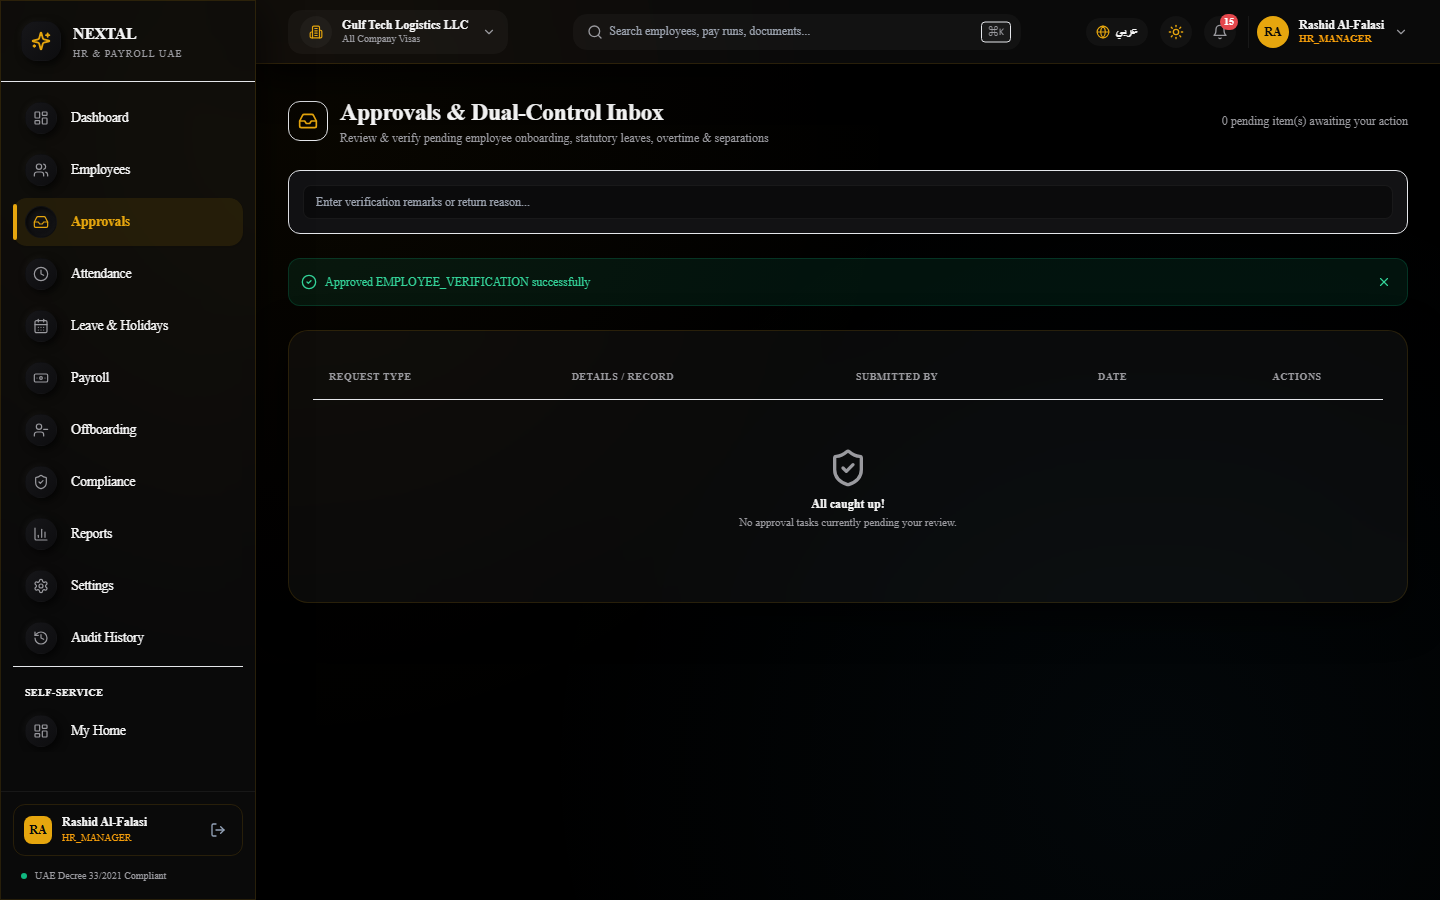 NEXTAL
HR & PAYROLL UAE
Gulf Tech Logistics LLC
All Company Visas
Search employees, pay runs, documents...
⌘K
عربي
15
RA
Rashid Al-Falasi
HR_MANAGER
Dashboard
Employees
Approvals
Attendance
Leave & Holidays
Payroll
Offboarding
Compliance
Reports
Settings
Audit History
SELF-SERVICE
My Home
RA
Rashid Al-Falasi
HR_MANAGER
UAE Decree 33/2021 Compliant
Approvals & Dual-Control Inbox
Review & verify pending employee onboarding, statutory leaves, overtime & separations
0 pending item(s) awaiting your action
Enter verification remarks or return reason...
Approved EMPLOYEE_VERIFICATION successfully
REQUEST TYPE DETAILS / RECORD SUBMITTED BY DATE ACTIONS
All caught up!
No approval tasks currently pending your review.